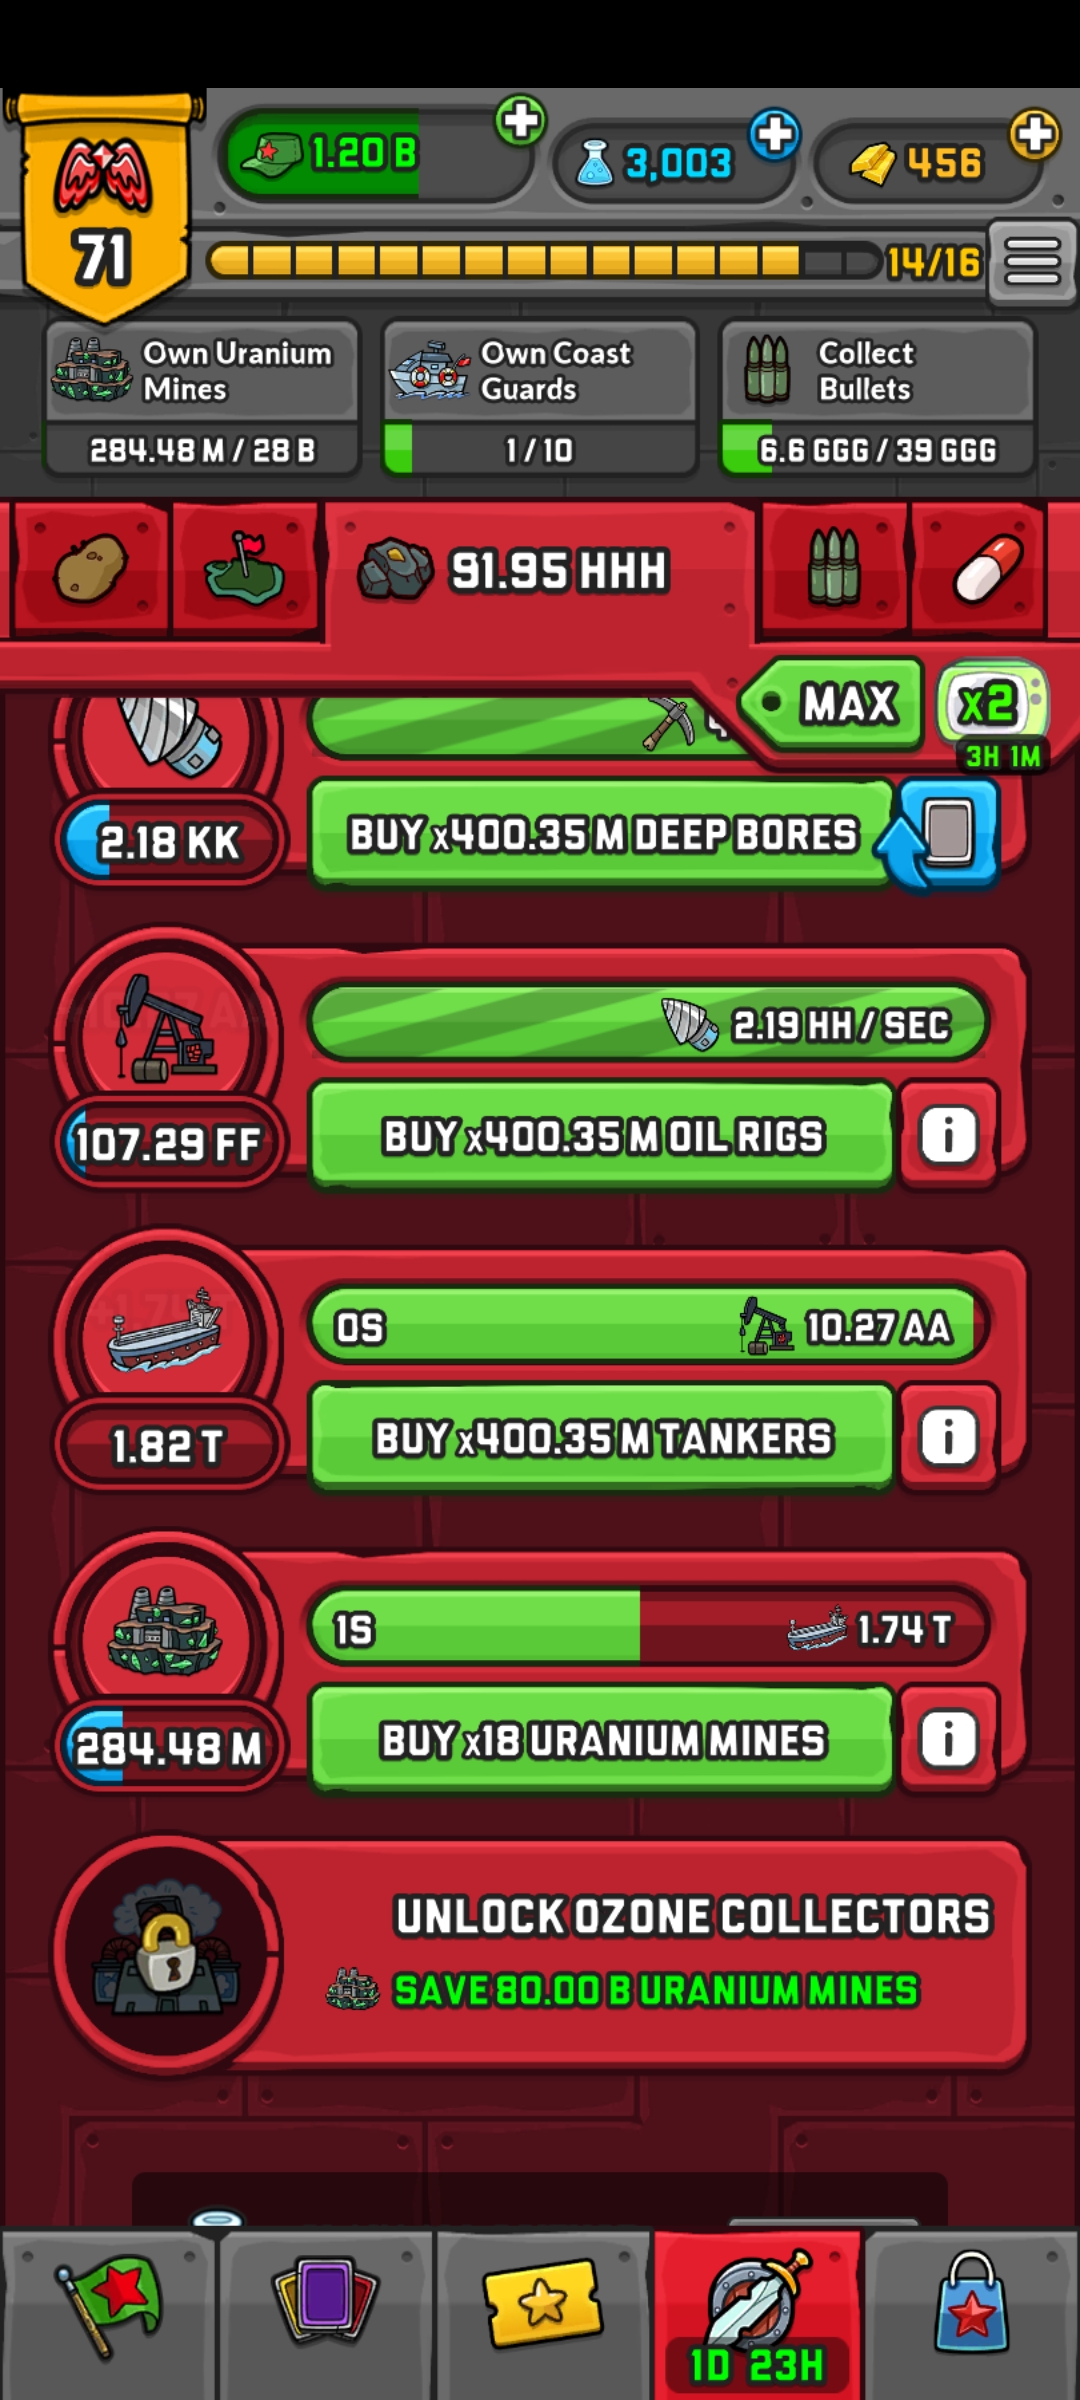 1.20 B
3,003
456
71
14/16
Own Uranium
Mines
284.48 M / 28 B
Own Coast
Guards
1 / 10
Collect
Bullets
6.6 GGG / 39 GGG
91.95 HHH
MAX
x2
3H 1M
2.18 KK
BUY x400.35 M DEEP BORES
2.19 HH / SEC
107.29 FF
BUY x400.35 M OIL RIGS
i
0S
10.27 AA
1.82 T
BUY x400.35 M TANKERS
i
1S
1.74 T
284.48 M
BUY x18 URANIUM MINES
i
UNLOCK OZONE COLLECTORS
SAVE 80.00 B URANIUM MINES
1D 23H